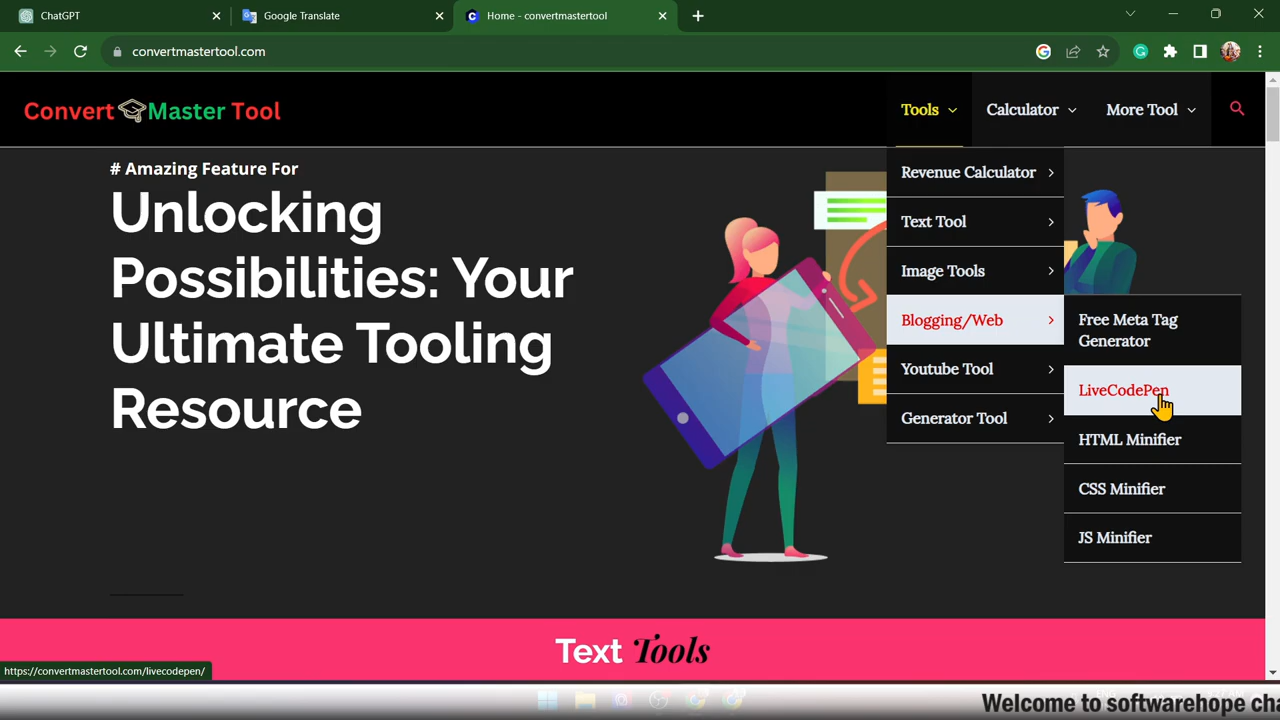 ChatGPT
Google Translate
Home - convertmastertool
convertmastertool.com
Convert Master Tool
Tools
Calculator
More Tool
# Amazing Feature For
Unlocking
Possibilities: Your
Ultimate Tooling
Resource
Revenue Calculator
Text Tool
Image Tools
Blogging/Web
Youtube Tool
Generator Tool
Free Meta Tag
Generator
LiveCodePen
HTML Minifier
CSS Minifier
JS Minifier
Text Tools
https://convertmastertool.com/livecodepen/
Welcome to softwarehope cha